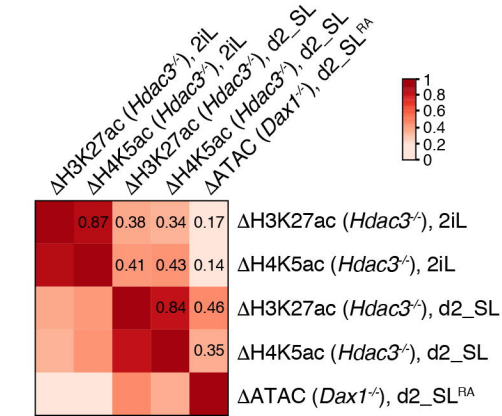 ΔH3K27ac (Hdac3-/-), 2iL
ΔH4K5ac (Hdac3-/-), 2iL
ΔH3K27ac (Hdac3-/-), d2_SL
ΔH4K5ac (Hdac3-/-), d2_SL
ΔATAC (Dax1-/-), d2_SLRA
1
0.8
0.6
0.4
0.2
0
0.87 0.38 0.34 0.17 ΔH3K27ac (Hdac3-/-), 2iL
0.41 0.43 0.14 ΔH4K5ac (Hdac3-/-), 2iL
0.84 0.46 ΔH3K27ac (Hdac3-/-), d2_SL
0.35 ΔH4K5ac (Hdac3-/-), d2_SL
ΔATAC (Dax1-/-), d2_SLRA